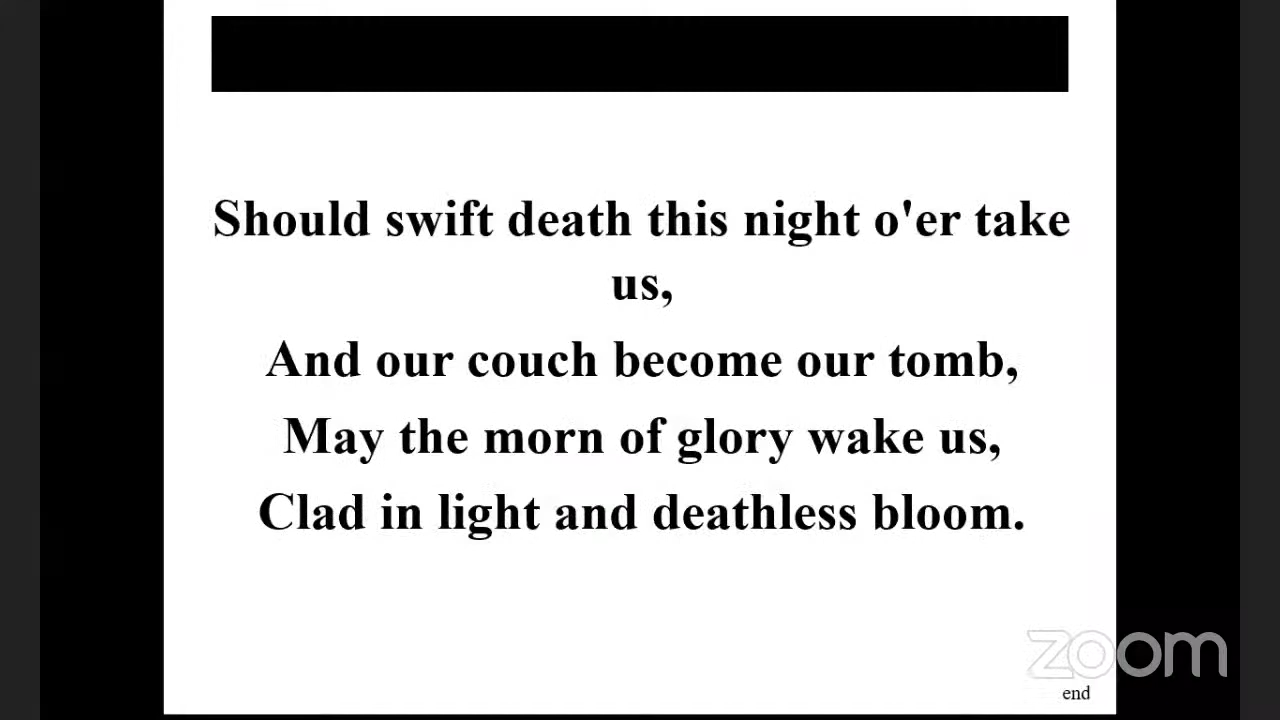 Should swift death this night o'er take
us,
And our couch become our tomb,
May the morn of glory wake us,
Clad in light and deathless bloom.
zoom
end